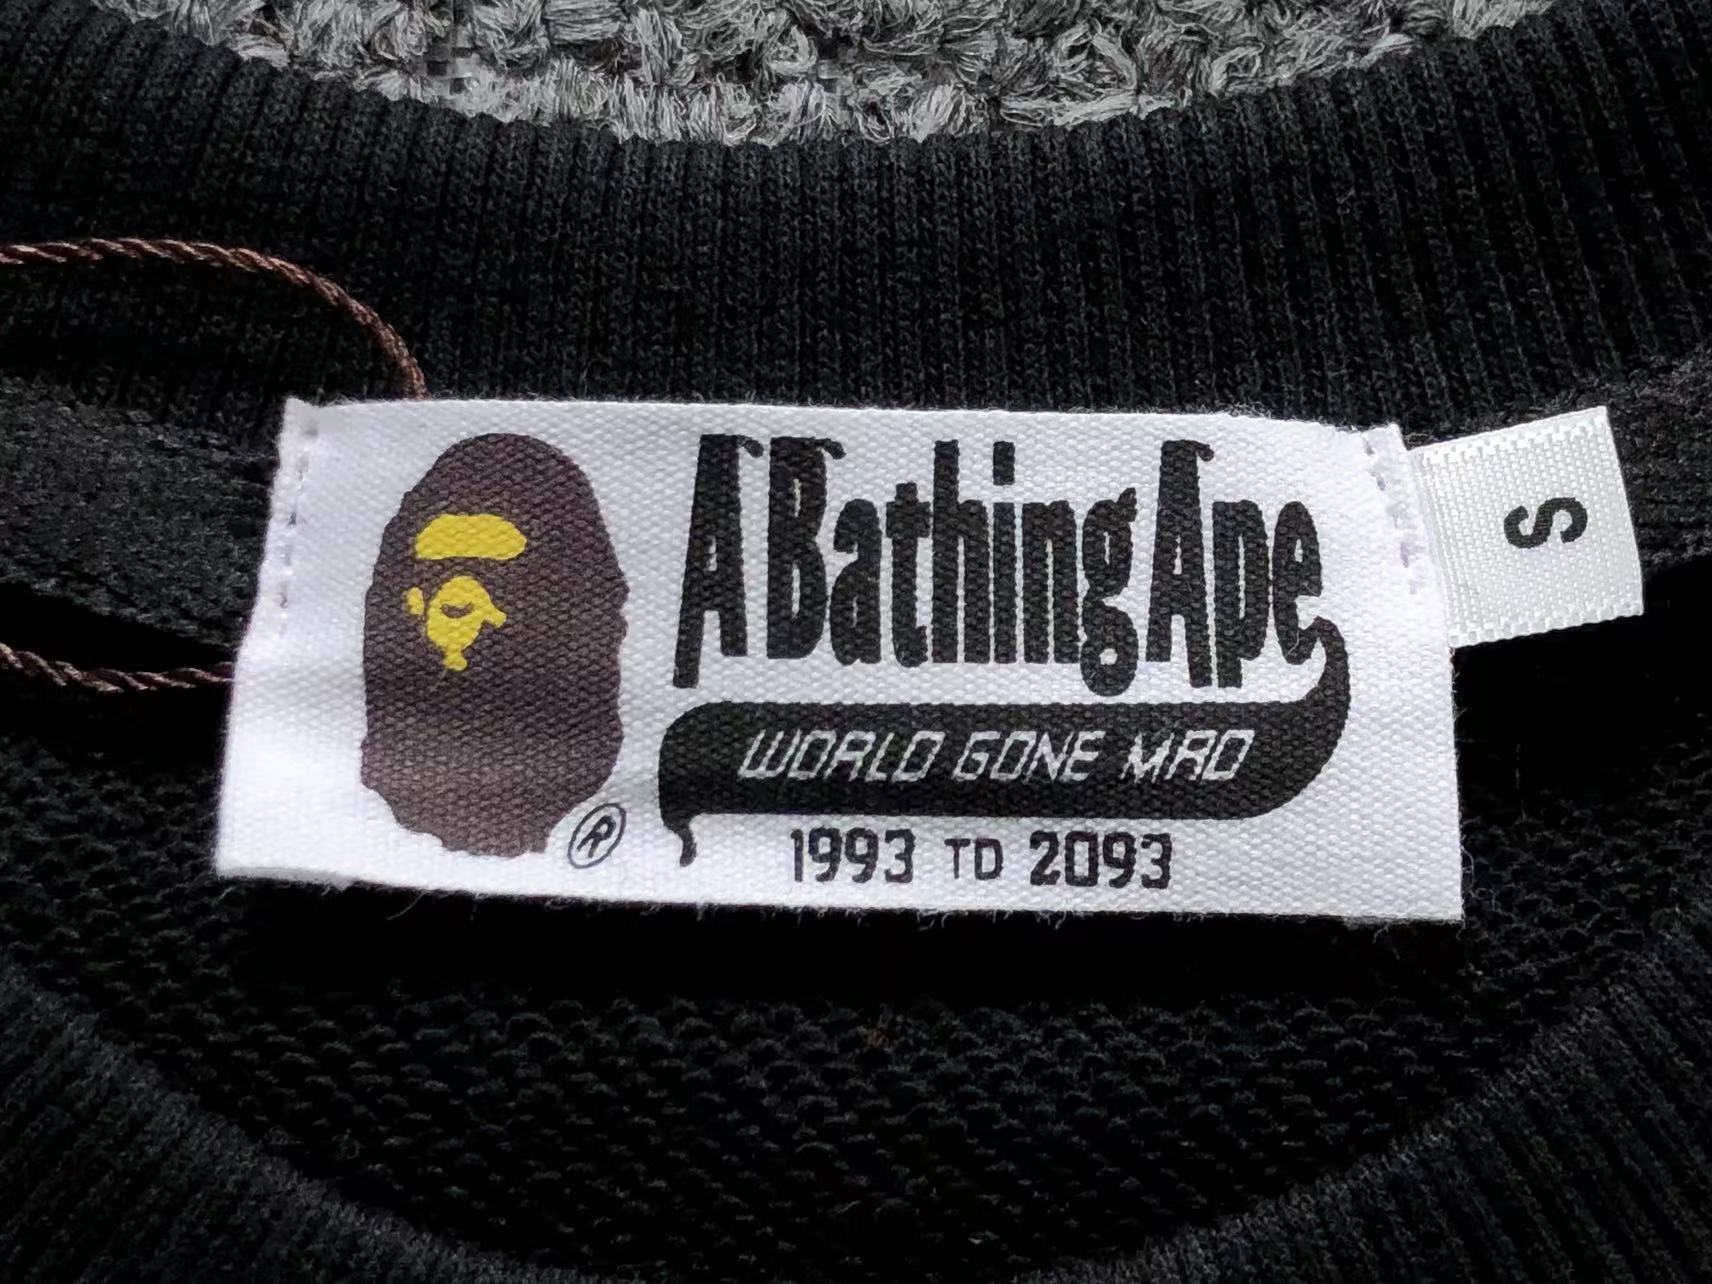 A Bathing Ape
WORLD GONE MAD
1993 TO 2093
®
S